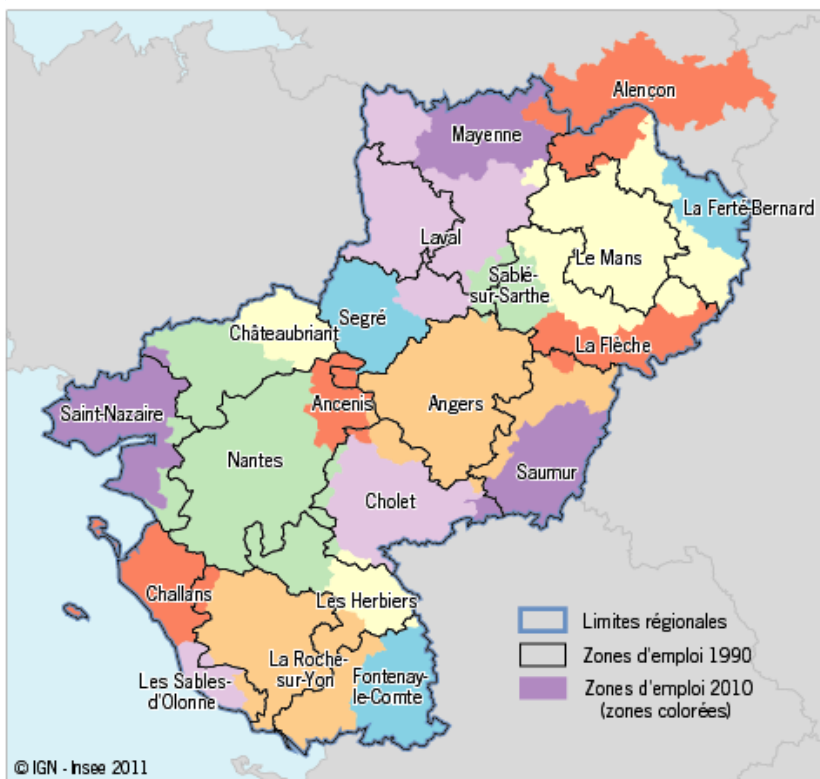 Alençon
Mayenne
La Ferté-Bernard
Laval
Le Mans
Sablé-
sur-Sarthe
Segré
Châteaubriant
La Flèche
Ancenis
Angers
Saint-Nazaire
Nantes
Saumur
Cholet
Challans
Les Herbiers
La Roche-
sur-Yon
Les Sables-
d'Olonne
Fontenay-
le-Comte
Limites régionales
Zones d'emploi 1990
Zones d'emploi 2010
(zones colorées)
© IGN - Insee 2011